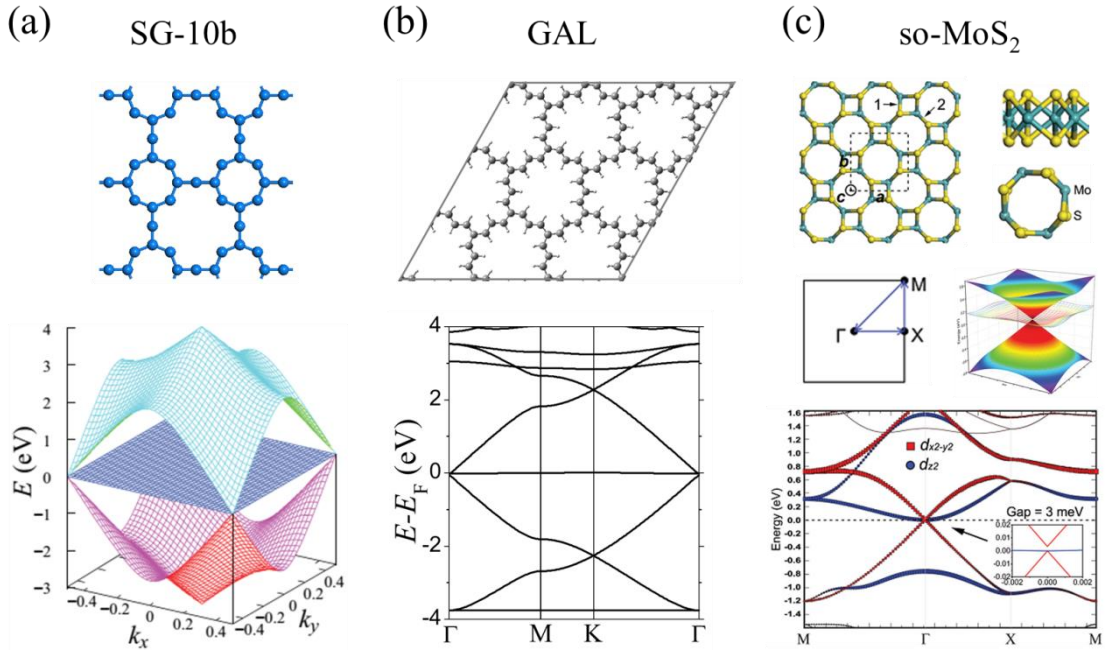 (a) SG-10b
(b) GAL
(c) so-MoS₂
1
2
b
c
a
Mo
S
M
Γ
X
4
3
2
1
0
-1
-2
-3
E (eV)
-0.4
-0.2
0
0.2
0.4
kx
-0.4
-0.2
0
0.2
0.4
ky
4
2
0
-2
-4
E-EF (eV)
Γ
M
K
Γ
1.6
1.4
1.2
1.0
0.8
0.6
0.4
0.2
0.0
-0.2
-0.4
-0.6
-0.8
-1.0
-1.2
-1.4
Energy (eV)
dx2-y2
dz2
Gap = 3 meV
0.02
0.01
0.00
-0.01
-0.02
-0.002
0.000
0.002
M
Γ
X
M